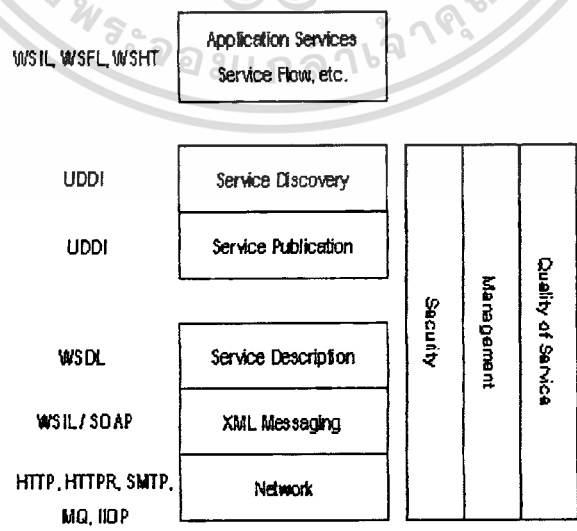 WSIL, WSFL, WSHT
Application Services
Service Flow, etc.
UDDI
Service Discovery
UDDI
Service Publication
WSDL
Service Description
WSIL / SOAP
XML Messaging
HTTP, HTTPR, SMTP,
MQ, IIOP
Network
Security
Management
Quality of Service